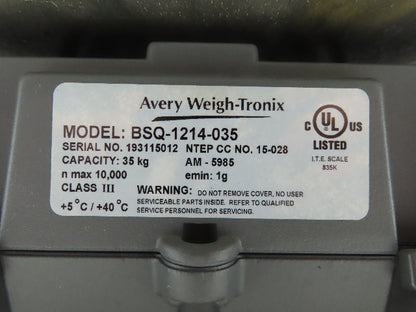 Avery Weigh-Tronix
MODEL: BSQ-1214-035
SERIAL NO. 193115012 NTEP CC NO. 15-028
CAPACITY: 35 kg AM - 5985
n max 10,000 emin: 1g
CLASS III WARNING: DO NOT REMOVE COVER, NO USER
SERVICEABLE PARTS INSIDE. REFER TO QUALIFIED
+5°C / +40°C SERVICE PERSONNEL FOR SERVICING.
C UL US
LISTED
I.T.E. SCALE
835K